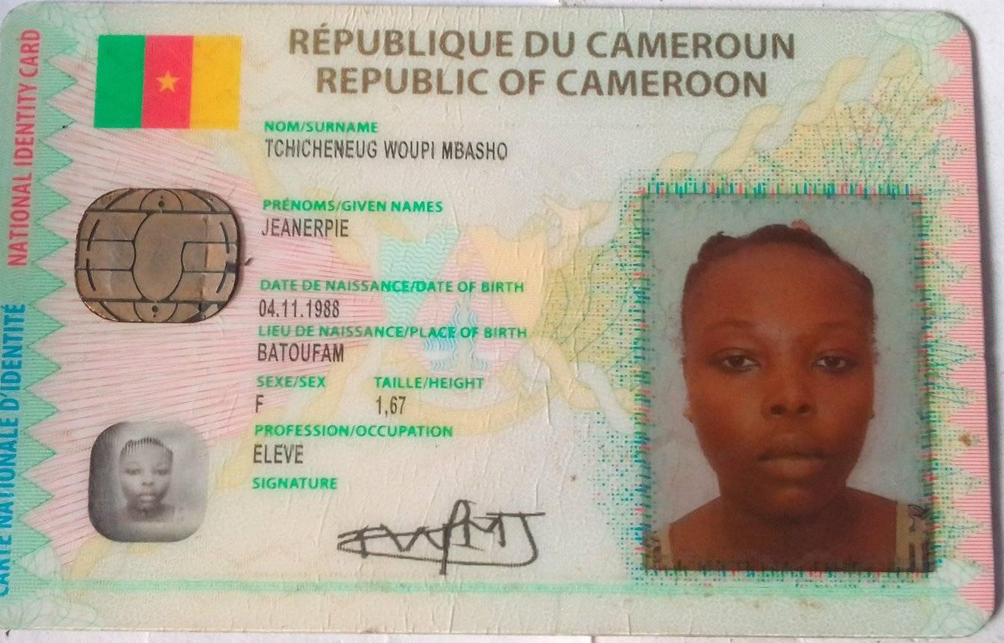 RÉPUBLIQUE DU CAMEROUN
REPUBLIC OF CAMEROON
NATIONAL IDENTITY CARD
CARTE NATIONALE D'IDENTITÉ
NOM/SURNAME
TCHICHENEUG WOUPI MBASHO
PRÉNOMS/GIVEN NAMES
JEANERPIE
DATE DE NAISSANCE/DATE OF BIRTH
04.11.1988
LIEU DE NAISSANCE/PLACE OF BIRTH
BATOUFAM
SEXE/SEX TAILLE/HEIGHT
F 1,67
PROFESSION/OCCUPATION
ELEVE
SIGNATURE